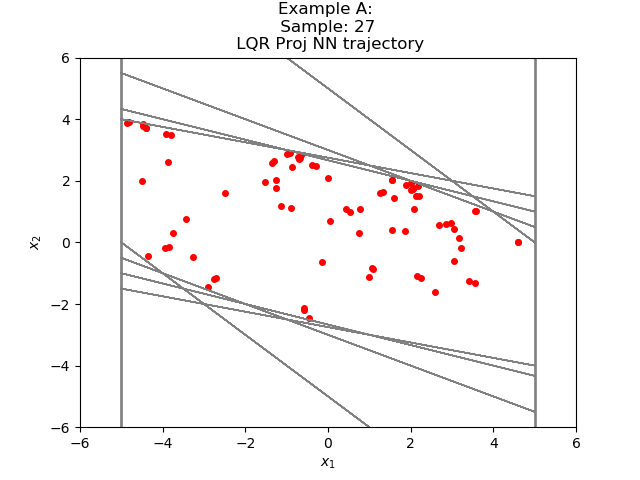 Example A:
Sample: 27
LQR Proj NN trajectory
6
4
2
0
−2
−4
−6
x₂
−6 −4 −2 0 2 4 6
x₁